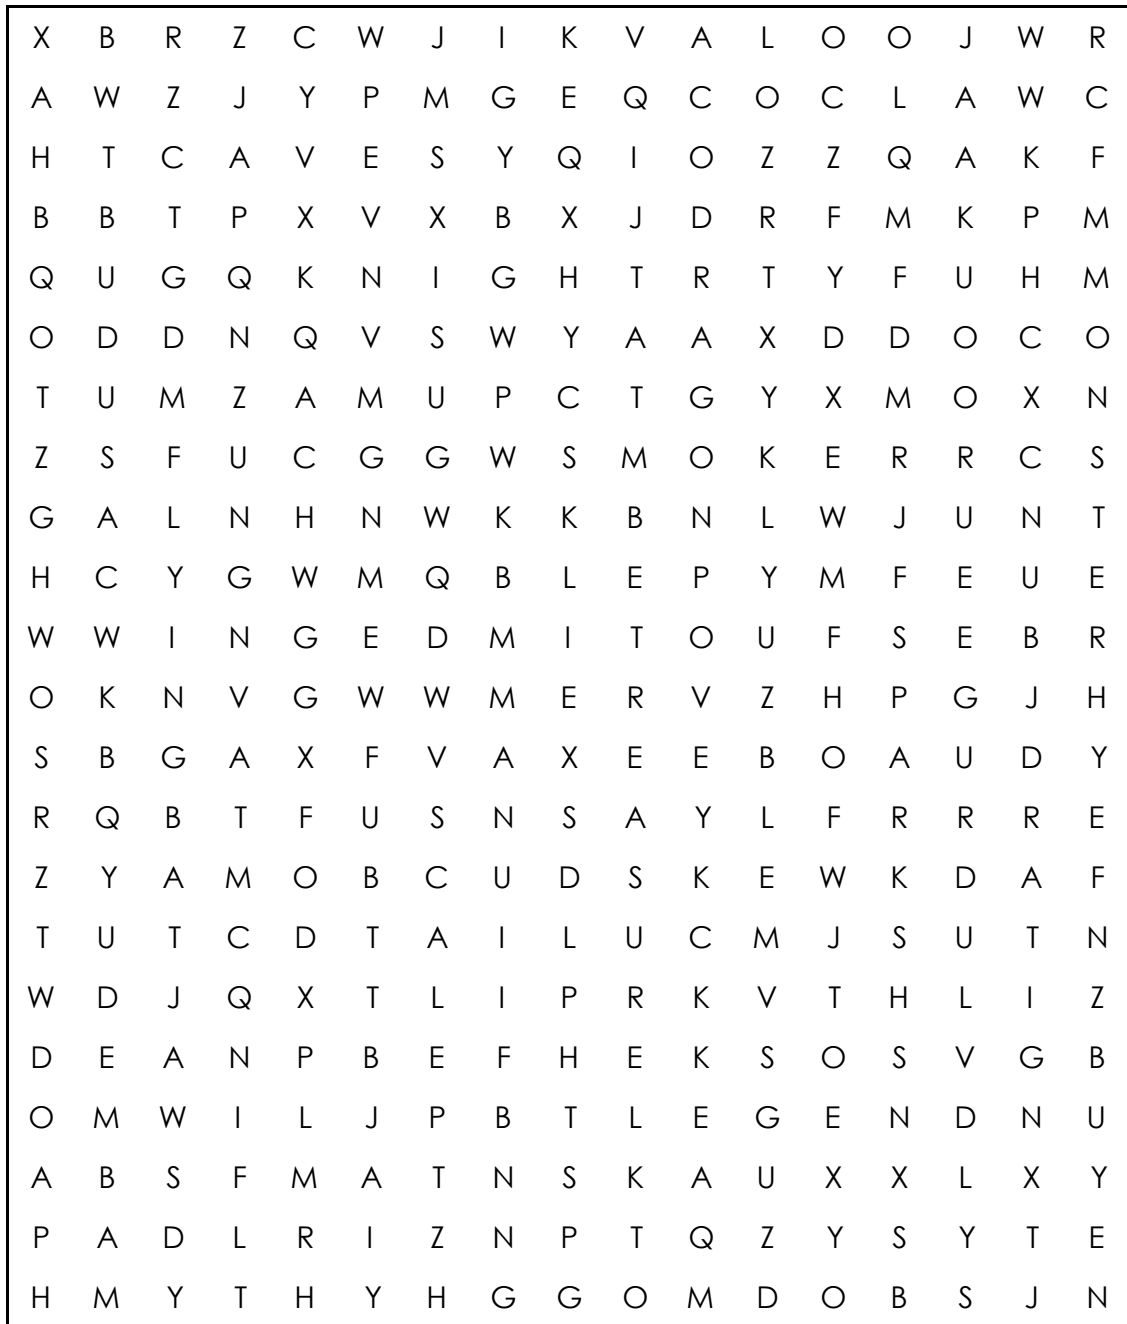 X B R Z C W J I K V A L O O J W R
A W Z J Y P M G E Q C O C L A W C
H T C A V E S Y Q I O Z Z Q A K F
B B T P X V X B X J D R F M K P M
Q U G Q K N I G H T R T Y F U H M
O D D N Q V S W Y A A X D D O C O
T U M Z A M U P C T G Y X M O X N
Z S F U C G G W S M O K E R R C S
G A L N H N W K K B N L W J U N T
H C Y G W M Q B L E P Y M F E U E
W W I N G E D M I T O U F S E B R
O K N V G W W M E R V Z H P G J H
S B G A X F V A X E E B O A U D Y
R Q B T F U S N S A Y L F R R R E
Z Y A M O B C U D S K E W K D A F
T U T C D T A I L U C M J S U T N
W D J Q X T L I P R K V T H L I Z
D E A N P B E F H E K S O S V G B
O M W I L J P B T L E G E N D N U
A B S F M A T N S K A U X X L X Y
P A D L R I Z N P T Q Z Y S Y T E
H M Y T H Y H G G O M D O B S J N